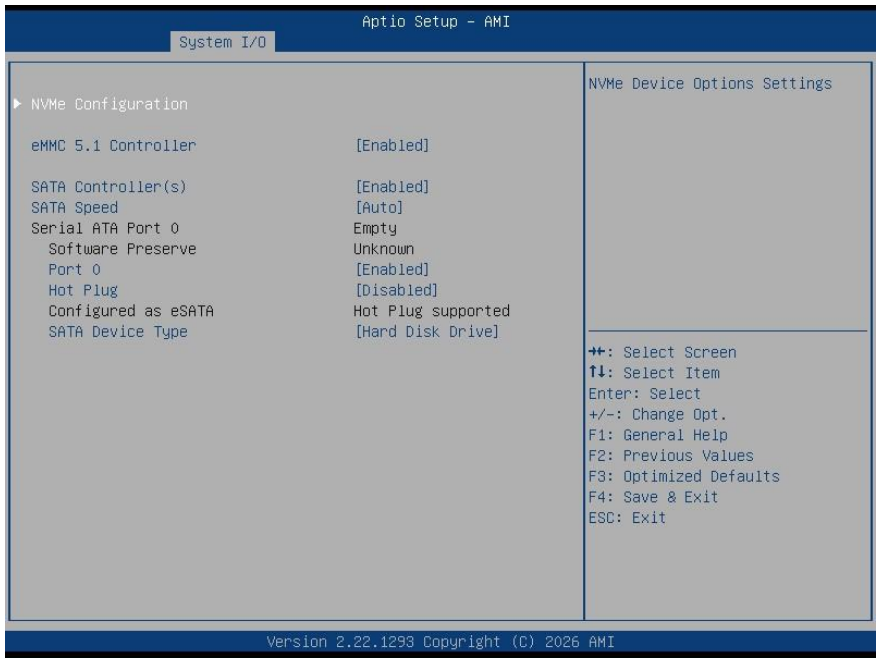 Aptio Setup – AMI
System I/O
▶ NVMe Configuration
eMMC 5.1 Controller [Enabled]
SATA Controller(s) [Enabled]
SATA Speed [Auto]
Serial ATA Port 0 Empty
Software Preserve Unknown
Port 0 [Enabled]
Hot Plug [Disabled]
Configured as eSATA Hot Plug supported
SATA Device Type [Hard Disk Drive]
NVMe Device Options Settings
→←: Select Screen
↑↓: Select Item
Enter: Select
+/-: Change Opt.
F1: General Help
F2: Previous Values
F3: Optimized Defaults
F4: Save & Exit
ESC: Exit
Version 2.22.1293 Copyright (C) 2026 AMI